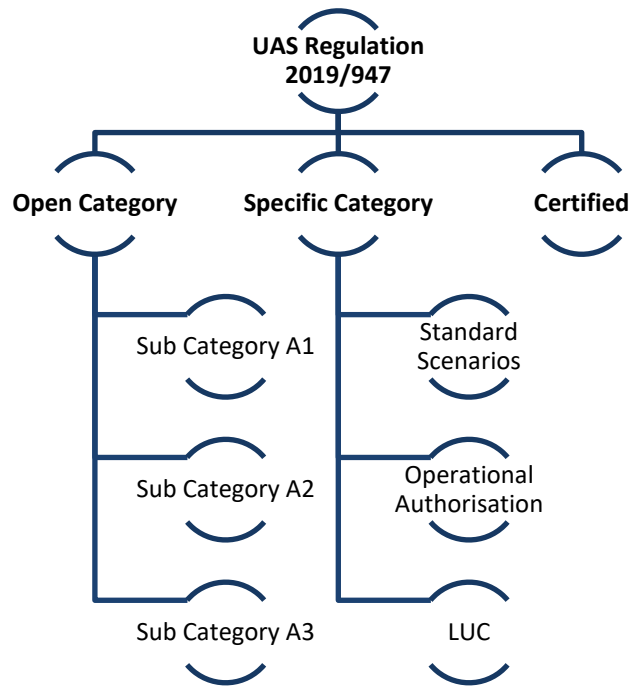 UAS Regulation
2019/947
Open Category
Specific Category
Certified
Sub Category A1
Standard
Scenarios
Sub Category A2
Operational
Authorisation
Sub Category A3
LUC